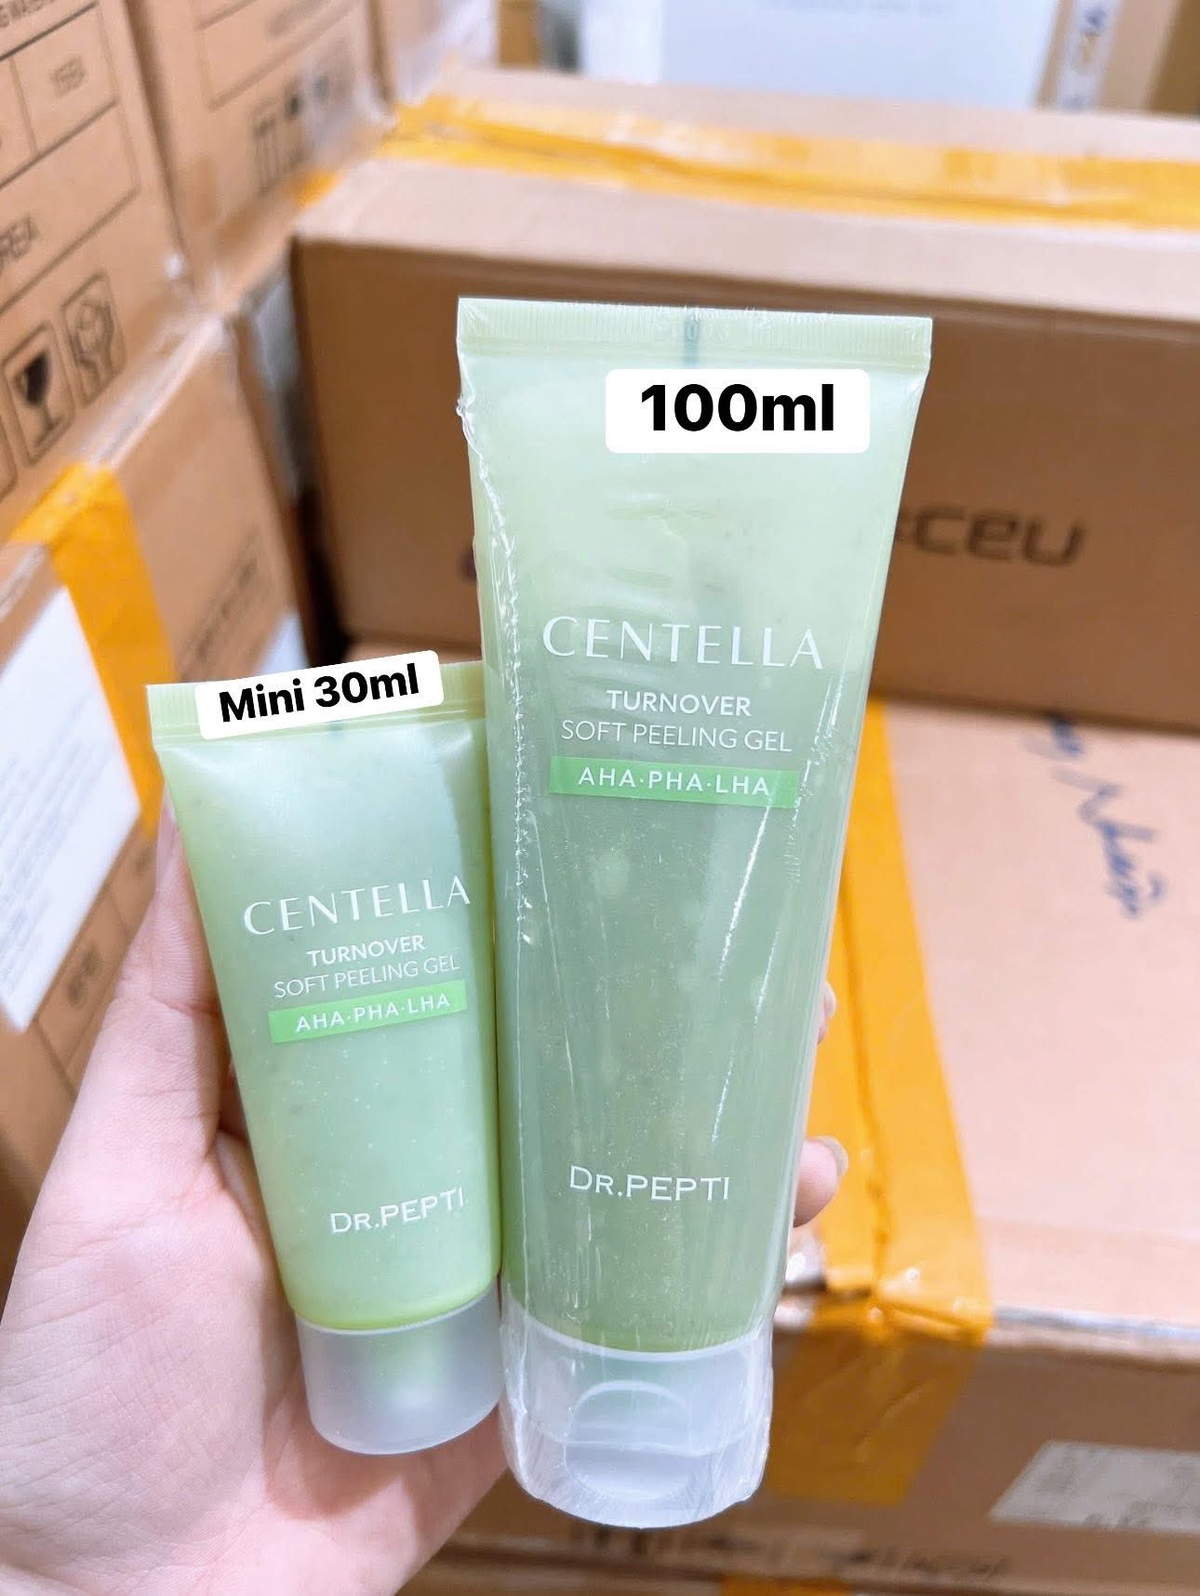 100ml
CENTELLA
TURNOVER
SOFT PEELING GEL
AHA·PHA·LHA
DR.PEPTI
Mini 30ml
CENTELLA
TURNOVER
SOFT PEELING GEL
AHA·PHA·LHA
DR.PEPTI
ceu